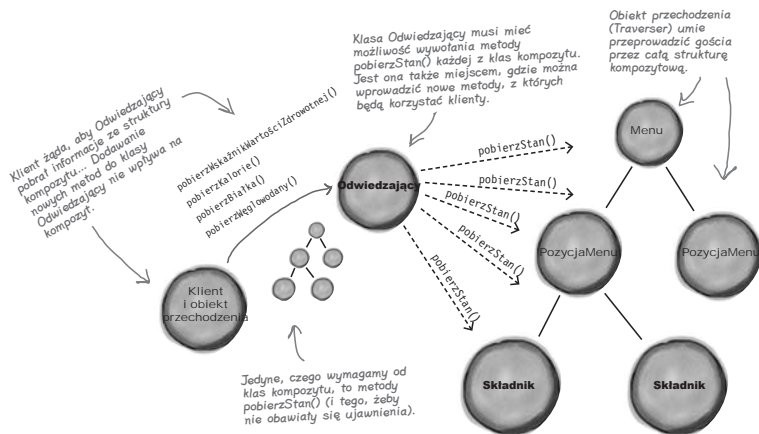 Klient żąda, aby Odwiedzający
pobrał informacje ze struktury
kompozytu... Dodawanie
nowych metod do klasy
Odwiedzający nie wpływa na
kompozyt.
pobierzWskaźnikWartościZdrowotnej()
pobierzKalorie()
pobierzBiałka()
pobierzWęglowodany()
Klient
i obiekt
przechodzenia
Klasa Odwiedzający musi mieć
możliwość wywołania metody
pobierzStan() każdej z klas kompozytu.
Jest ona także miejscem, gdzie można
wprowadzić nowe metody, z których
będą korzystać klienty.
Odwiedzający
Jedyne, czego wymagamy od
klas kompozytu, to metody
pobierzStan() (i tego, żeby
nie obawiały się ujawnienia).
pobierzStan()
pobierzStan()
pobierzStan()
pobierzStan()
pobierzStan()
Obiekt przechodzenia
(Traverser) umie
przeprowadzić gościa
przez całą strukturę
kompozytową.
Menu
PozycjaMenu
PozycjaMenu
Składnik
Składnik